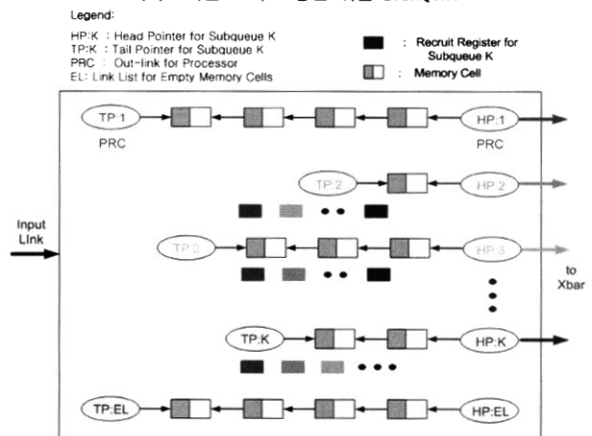 Legend:
HP:K : Head Pointer for Subqueue K
TP:K : Tail Pointer for Subqueue K
PRC : Out-link for Processor
EL: Link List for Empty Memory Cells
: Recruit Register for
Subqueue K
: Memory Cell
TP:1
HP:1
PRC
PRC
TP:2
HP:2
Input
Link
TP:3
HP:3
to
Xbar
TP:K
HP:K
TP:EL
HP:EL